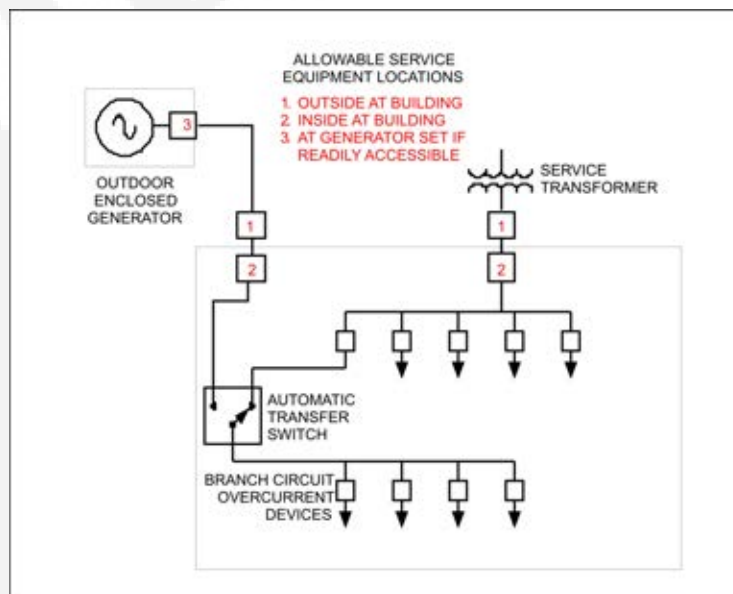 ALLOWABLE SERVICE
EQUIPMENT LOCATIONS
1. OUTSIDE AT BUILDING
2. INSIDE AT BUILDING
3. AT GENERATOR SET IF
READILY ACCESSIBLE
3
OUTDOOR
ENCLOSED
GENERATOR
SERVICE
TRANSFORMER
1
1
2
2
AUTOMATIC
TRANSFER
SWITCH
BRANCH CIRCUIT
OVERCURRENT
DEVICES